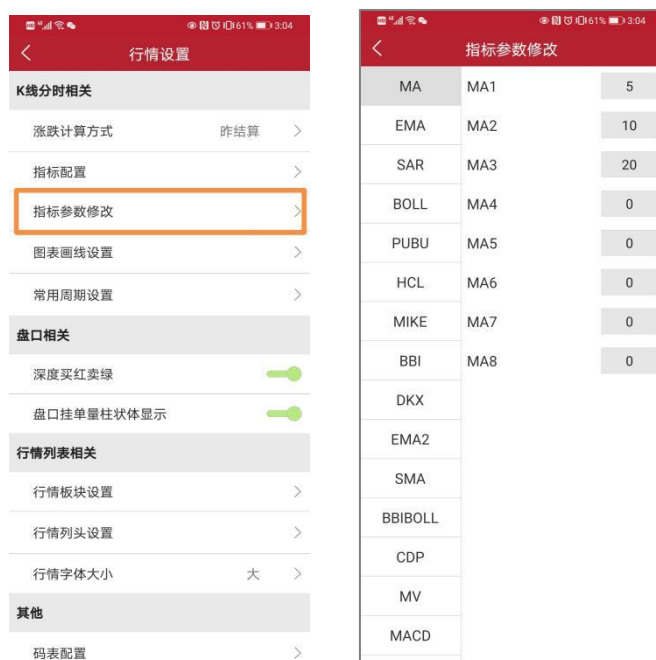 61% 3:04
行情设置
K线分时相关
涨跌计算方式 昨结算
指标配置
指标参数修改
图表画线设置
常用周期设置
盘口相关
深度买红卖绿
盘口挂单量柱状体显示
行情列表相关
行情板块设置
行情列头设置
行情字体大小 大
其他
码表配置
61% 3:04
指标参数修改
MA MA1 5
EMA MA2 10
SAR MA3 20
BOLL MA4 0
PUBU MA5 0
HCL MA6 0
MIKE MA7 0
BBI MA8 0
DKX
EMA2
SMA
BBIBOLL
CDP
MV
MACD